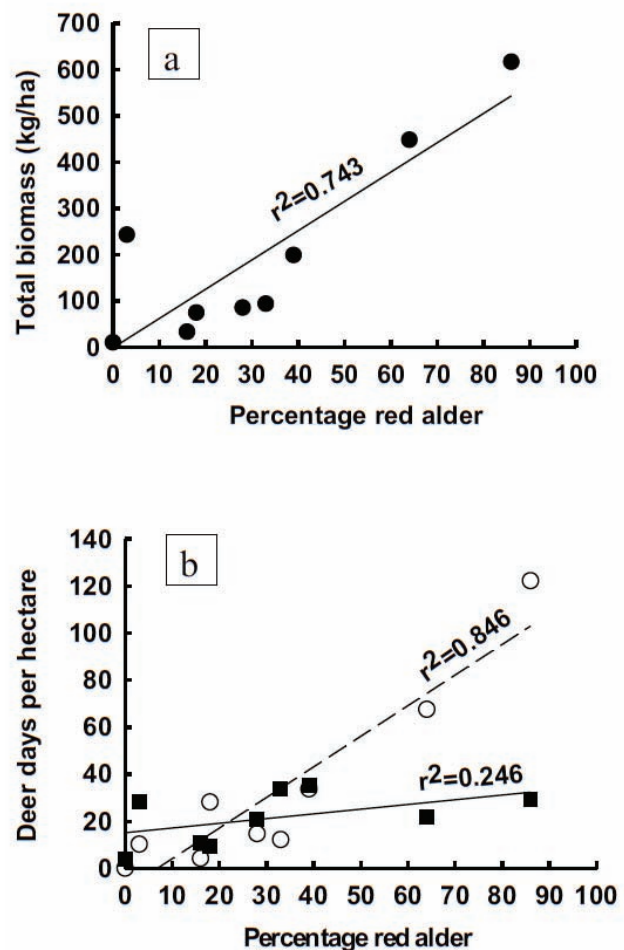 a
Total biomass (kg/ha)
700
600
500
400
300
200
100
0
r²=0.743
0 10 20 30 40 50 60 70 80 90 100
Percentage red alder
b
Deer days per hectare
140
120
100
80
60
40
20
0
r²=0.846
r²=0.246
0 10 20 30 40 50 60 70 80 90 100
Percentage red alder